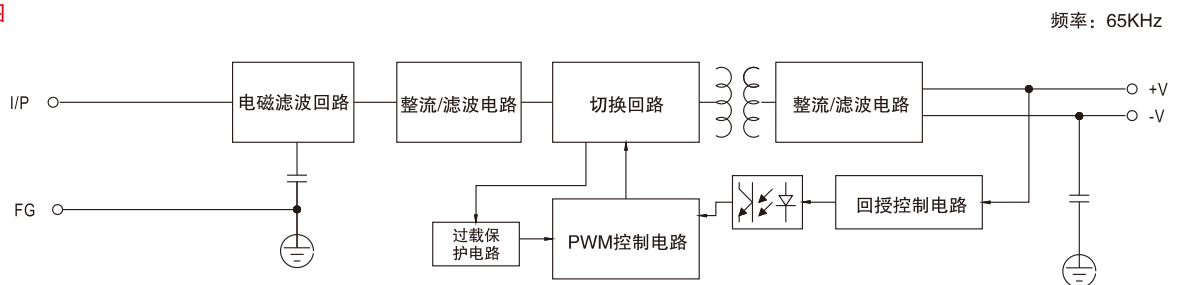 图
频率：65KHz
I/P
电磁滤波回路
整流/滤波电路
切换回路
整流/滤波电路
+V
-V
FG
过载保
护电路
PWM控制电路
回授控制电路